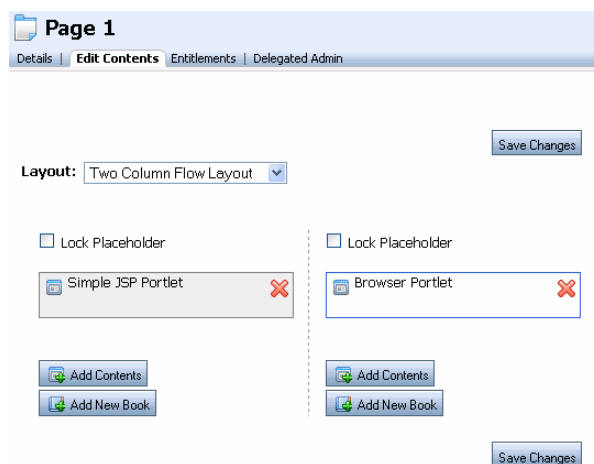 Page 1
Details | Edit Contents Entitlements | Delegated Admin
Save Changes
Layout: Two Column Flow Layout
Lock Placeholder Lock Placeholder
Simple JSP Portlet Browser Portlet
Add Contents Add Contents
Add New Book Add New Book
Save Changes